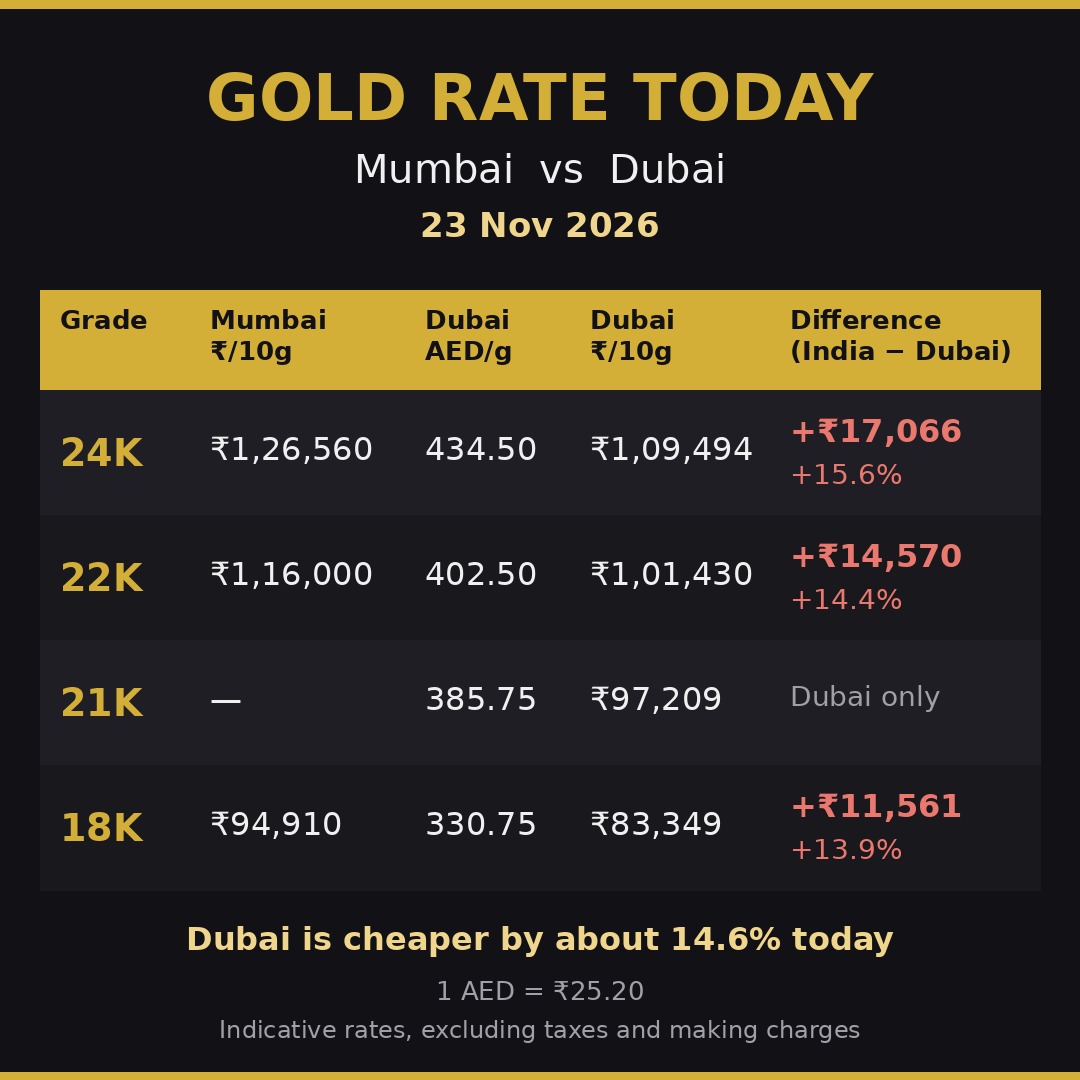 GOLD RATE TODAY
Mumbai vs Dubai
23 Nov 2026
Grade Mumbai ₹/10g Dubai AED/g Dubai ₹/10g Difference (India − Dubai)
24K ₹1,26,560 434.50 ₹1,09,494 +₹17,066 +15.6%
22K ₹1,16,000 402.50 ₹1,01,430 +₹14,570 +14.4%
21K — 385.75 ₹97,209 Dubai only
18K ₹94,910 330.75 ₹83,349 +₹11,561 +13.9%
Dubai is cheaper by about 14.6% today
1 AED = ₹25.20
Indicative rates, excluding taxes and making charges